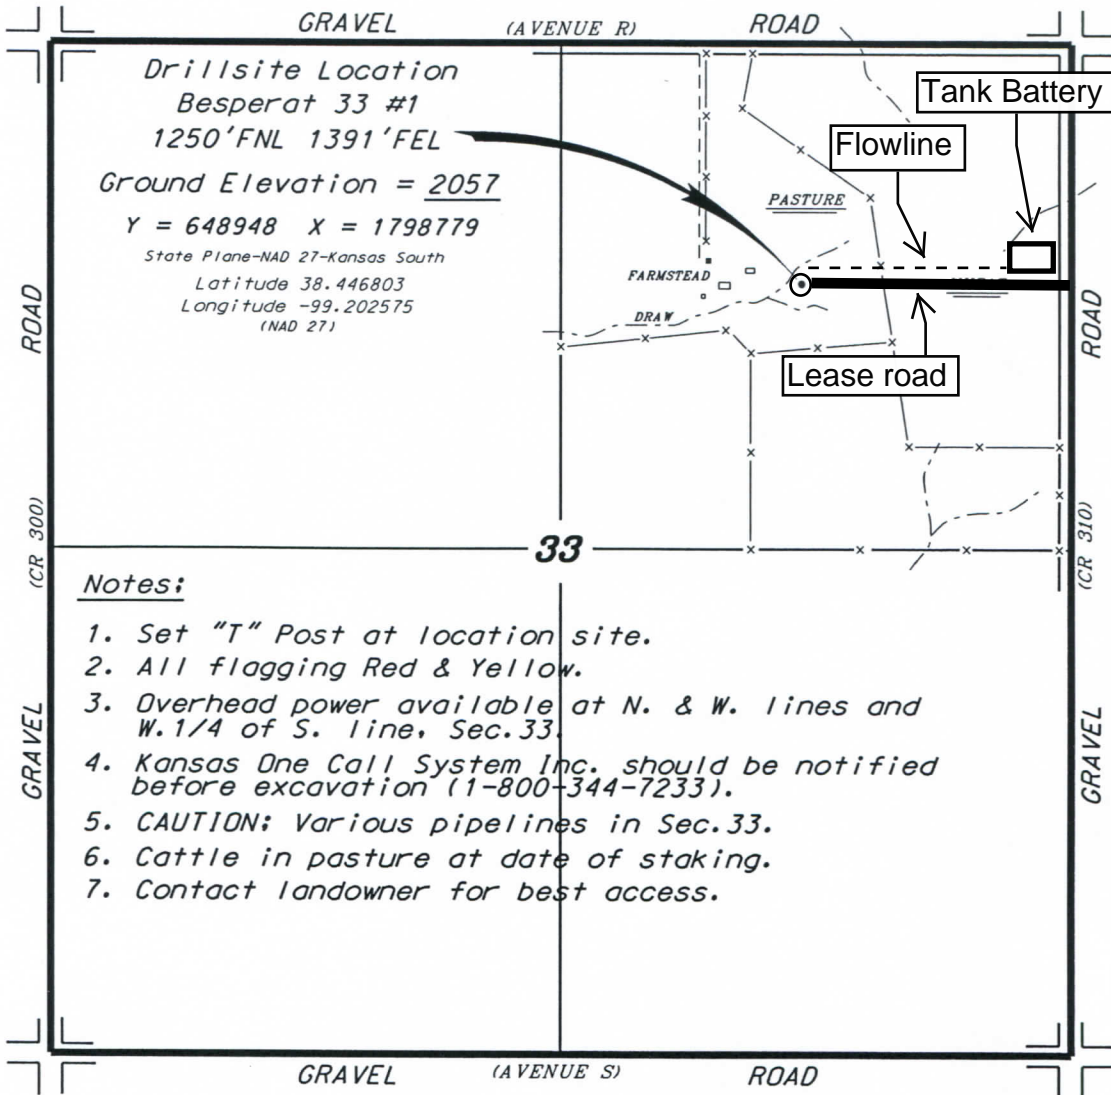 GRAVEL (AVENUE R) ROAD
Drillsite Location
Besperat 33 #1
1250'FNL 1391'FEL
Ground Elevation = 2057
Y = 648948 X = 1798779
State Plane-NAD 27-Kansas South
Latitude 38.446803
Longitude -99.202575
(NAD 27)
Tank Battery
Flowline
PASTURE
FARMSTEAD
DRAW
Lease road
ROAD
(CR 300)
GRAVEL
ROAD
(CR 310)
GRAVEL
33
Notes:
1. Set "T" Post at location site.
2. All flagging Red & Yellow.
3. Overhead power available at N. & W. lines and
W.1/4 of S. line, Sec.33.
4. Kansas One Call System Inc. should be notified
before excavation (1-800-344-7233).
5. CAUTION: Various pipelines in Sec.33.
6. Cattle in pasture at date of staking.
7. Contact landowner for best access.
GRAVEL (AVENUE S) ROAD